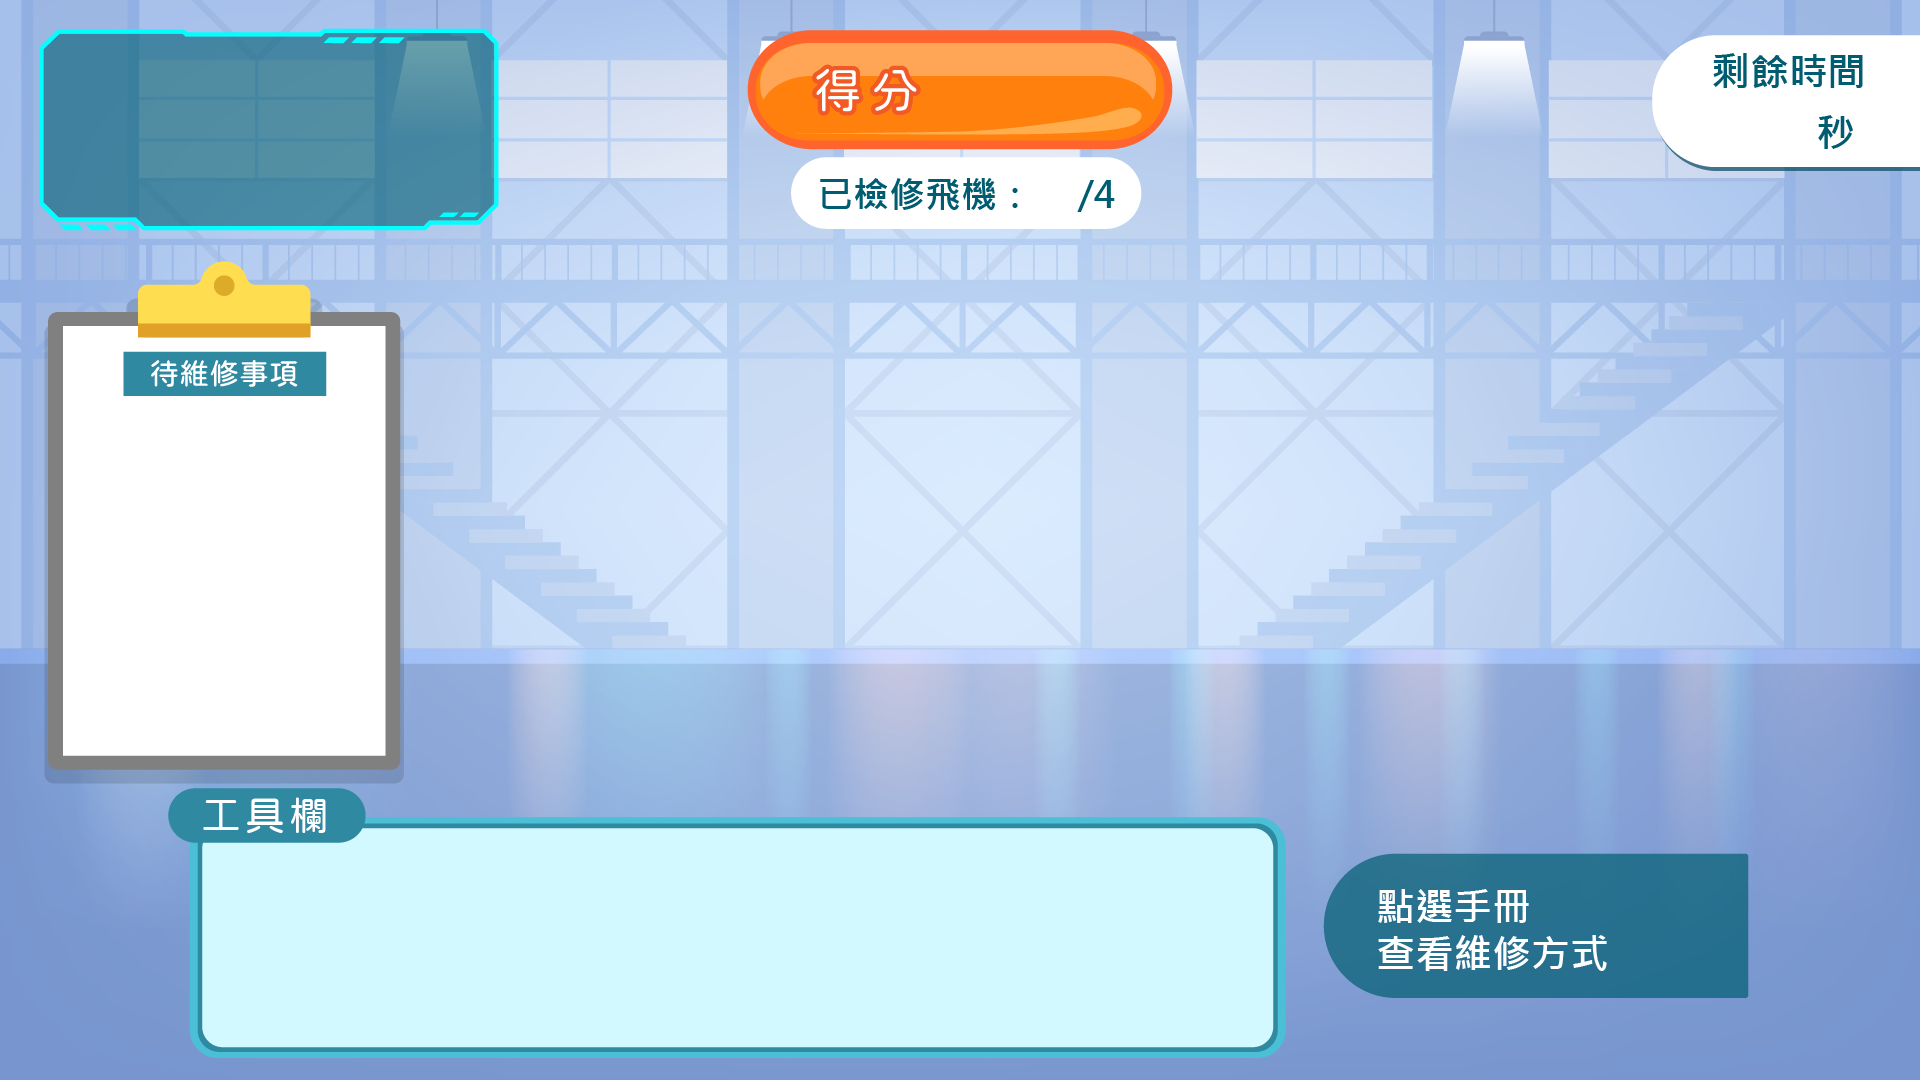 得分
剩餘時間
秒
已檢修飛機： /4
待維修事項
工具欄
點選手冊
查看維修方式